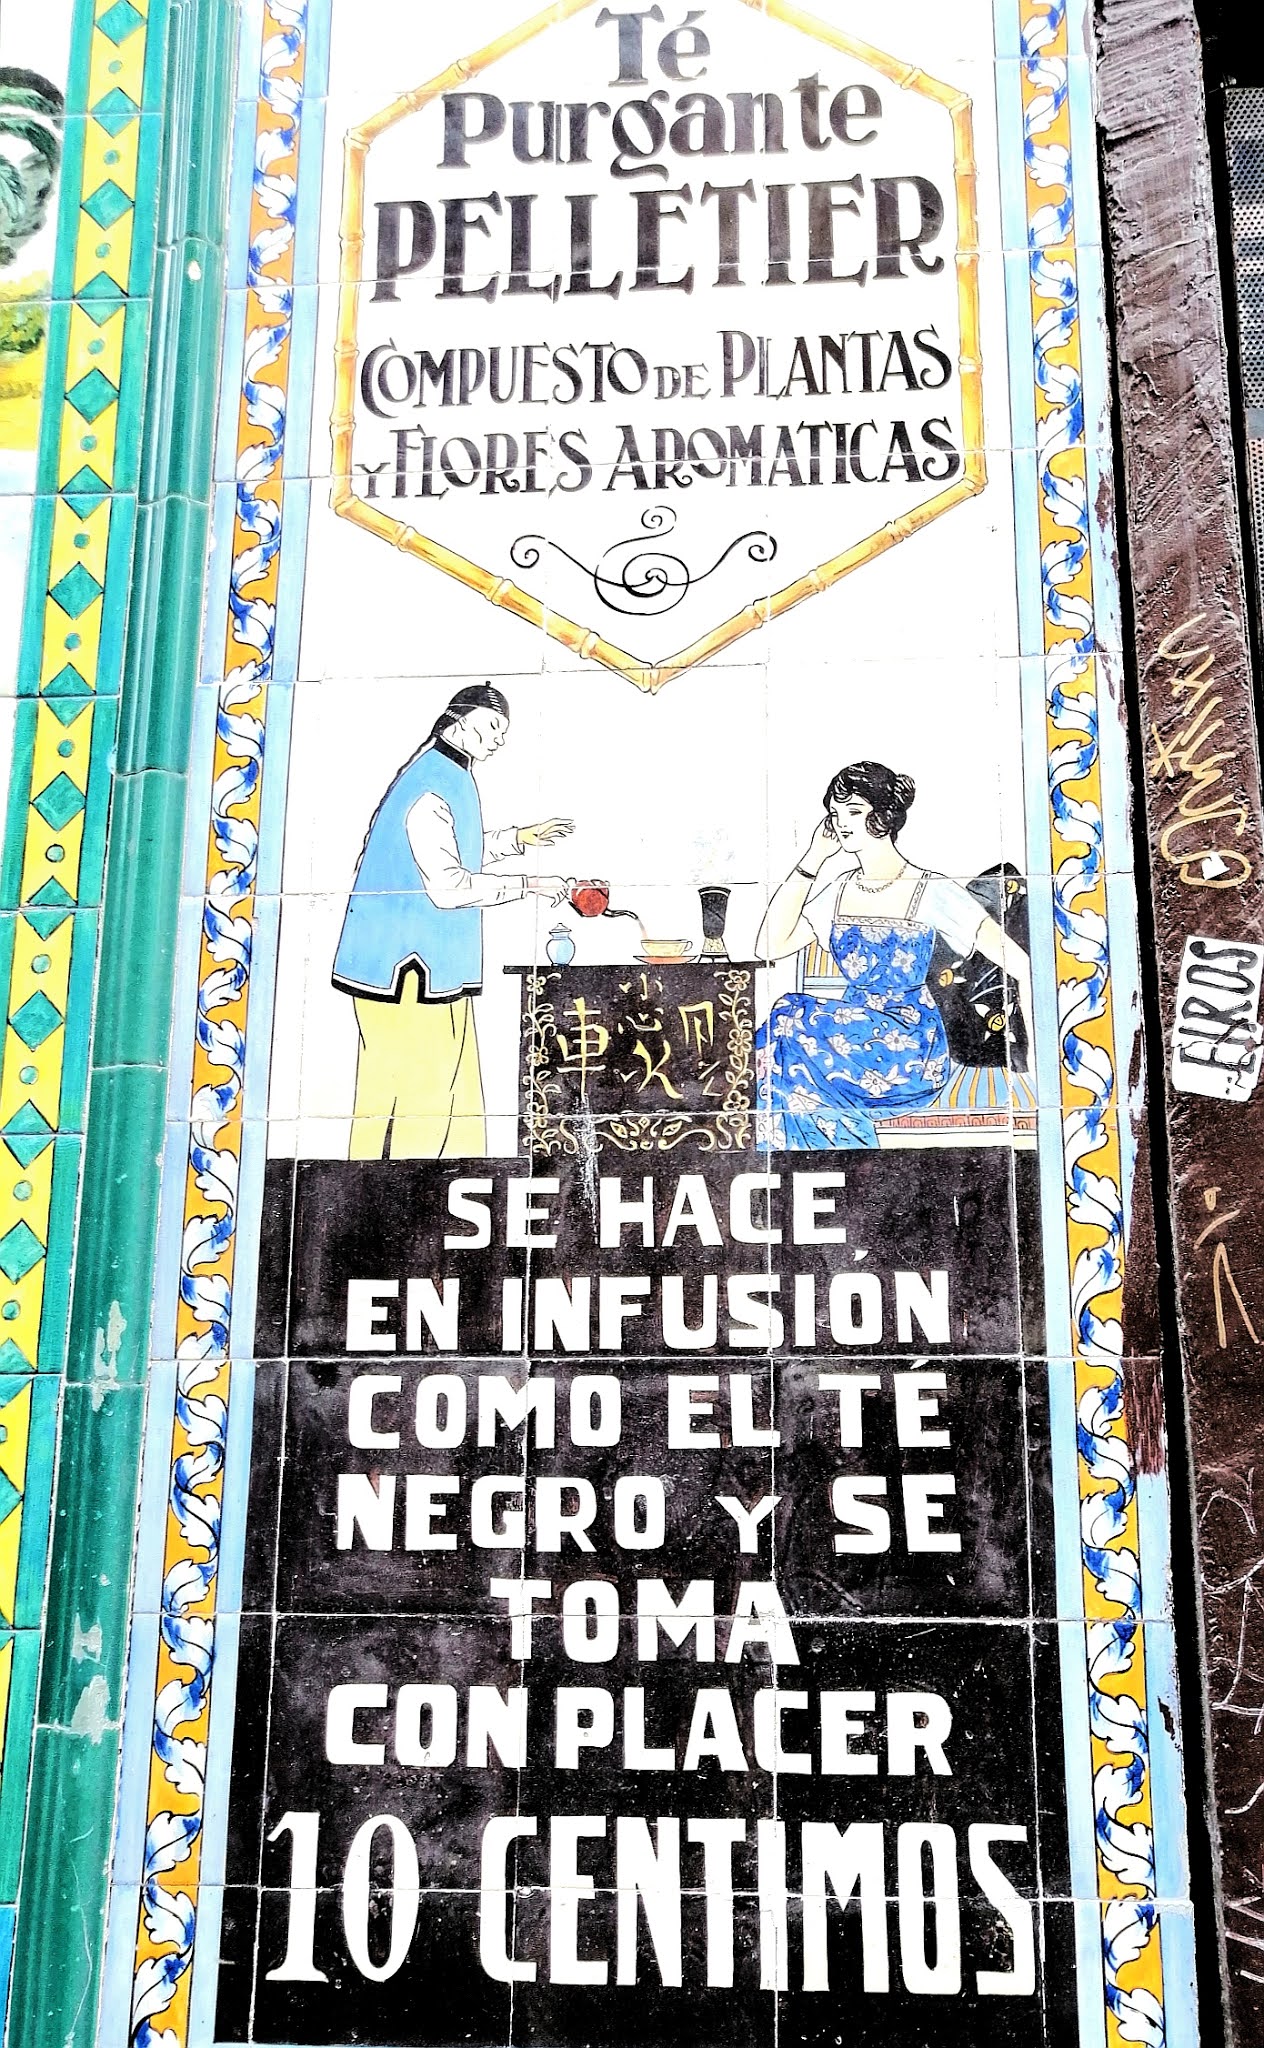 Té
Purgante
PELLETIER
COMPUESTO DE PLANTAS
Y FLORES AROMATICAS
SE HACE
EN INFUSIÓN
COMO EL TÉ
NEGRO Y SE
TOMA
CON PLACER
10 CENTIMOS